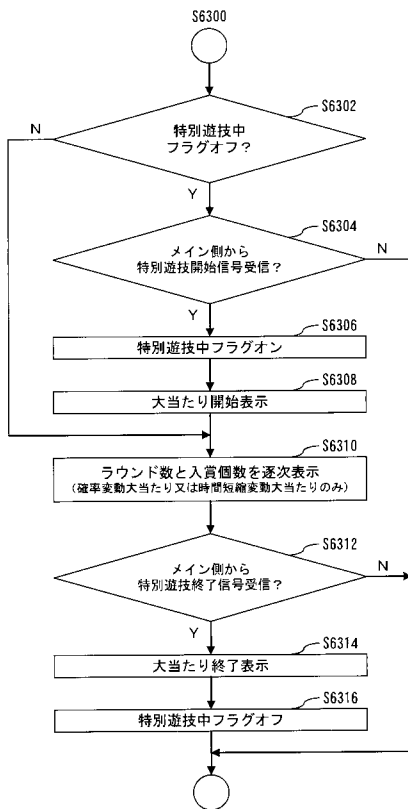 S6300
S6302
特別遊技中
フラグオフ？
N
Y
S6304
メイン側から
特別遊技開始信号受信？
N
Y
S6306
特別遊技中フラグオン
S6308
大当たり開始表示
S6310
ラウンド数と入賞個数を逐次表示
（確率変動大当たり又は時間短縮変動大当たりのみ）
S6312
メイン側から
特別遊技終了信号受信？
N
Y
S6314
大当たり終了表示
S6316
特別遊技中フラグオフ